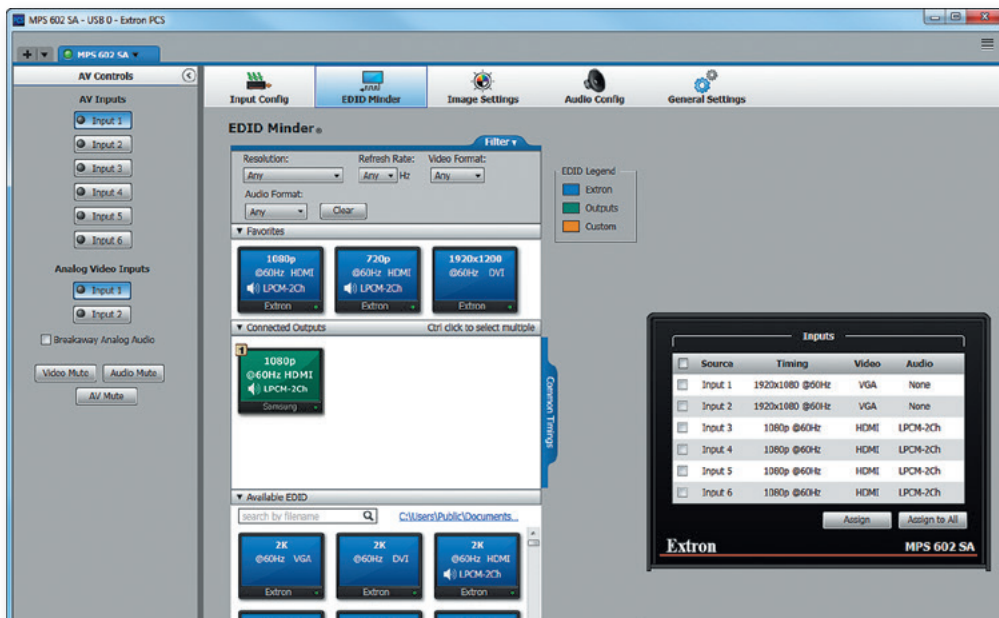 MPS 602 SA - USB 0 - Extron PCS
MPS 602 SA
AV Controls
AV Inputs
Input 1
Input 2
Input 3
Input 4
Input 5
Input 6
Analog Video Inputs
Input 1
Input 2
Breakaway Analog Audio
Video Mute Audio Mute
AV Mute
Input Config EDID Minder Image Settings Audio Config General Settings
EDID Minder®
Filter
Resolution: Refresh Rate: Video Format:
Any Any Hz Any
Audio Format:
Any Clear
Favorites
1080p
@60Hz HDMI
LPCM-2Ch
Extron
720p
@60Hz HDMI
LPCM-2Ch
Extron
1920x1200
@60Hz DVI
Extron
Connected Outputs Ctrl click to select multiple
1
1080p
@60Hz HDMI
LPCM-2Ch
Samsung
Common Timings
Available EDID
search by filename C:\Users\Public\Documents...
2K
@60Hz VGA
Extron
2K
@60Hz DVI
Extron
2K
@60Hz HDMI
LPCM-2Ch
Extron
EDID Legend
Extron
Outputs
Custom
Inputs
Source Timing Video Audio
Input 1 1920x1080 @60Hz VGA None
Input 2 1920x1080 @60Hz VGA None
Input 3 1080p @60Hz HDMI LPCM-2Ch
Input 4 1080p @60Hz HDMI LPCM-2Ch
Input 5 1080p @60Hz HDMI LPCM-2Ch
Input 6 1080p @60Hz HDMI LPCM-2Ch
Assign Assign to All
Extron MPS 602 SA